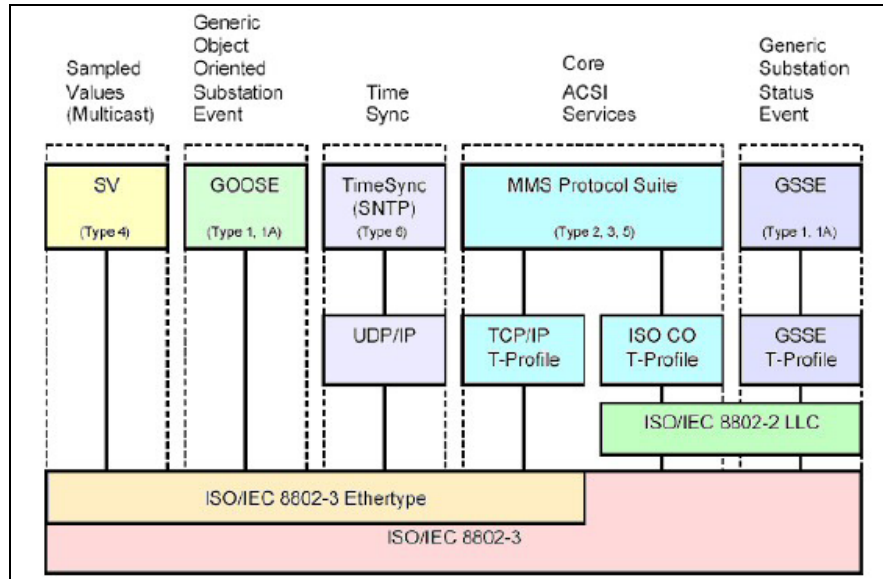 Sampled
Values
(Multicast)
Generic
Object
Oriented
Substation
Event
Time
Sync
Core
ACSI
Services
Generic
Substation
Status
Event
SV
(Type 4)
GOOSE
(Type 1, 1A)
TimeSync
(SNTP)
(Type 6)
MMS Protocol Suite
(Type 2, 3, 5)
GSSE
(Type 1, 1A)
UDP/IP
TCP/IP
T-Profile
ISO CO
T-Profile
GSSE
T-Profile
ISO/IEC 8802-2 LLC
ISO/IEC 8802-3 Ethertype
ISO/IEC 8802-3